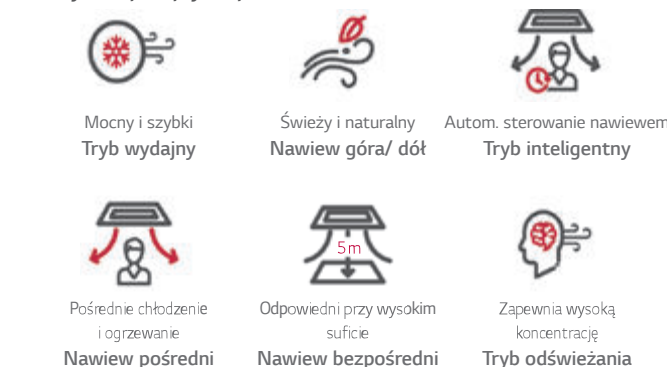 Mocny i szybki
Tryb wydajny
Świeży i naturalny
Nawiew góra/ dół
Autom. sterowanie nawiewem
Tryb inteligentny
Pośrednie chłodzenie
i ogrzewanie
Nawiew pośredni
5m
Odpowiedni przy wysokim
suficie
Nawiew bezpośredni
Zapewnia wysoką
koncentrację
Tryb odświeżania